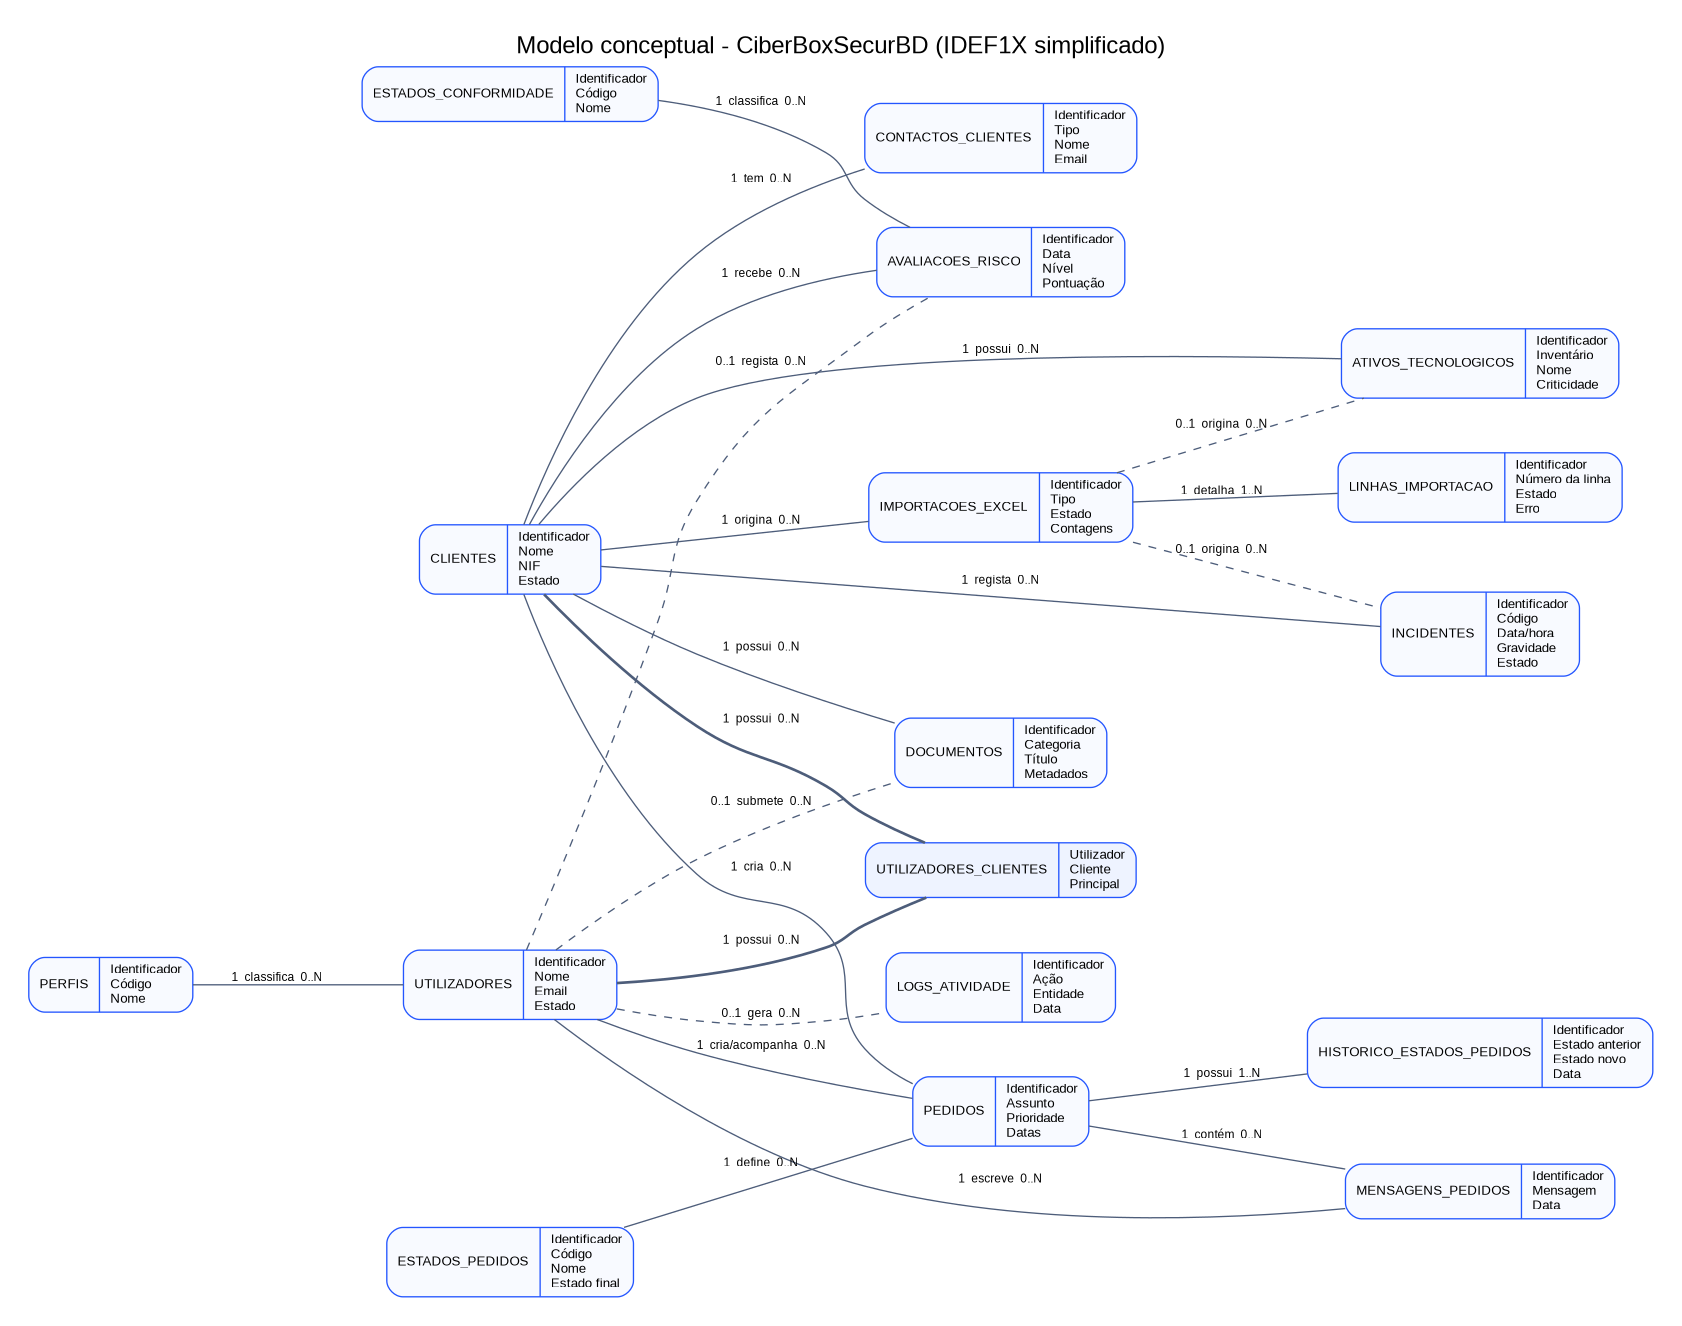 Modelo conceptual - CiberBoxSecurBD (IDEF1X simplificado)
ESTADOS_CONFORMIDADE
Identificador
Código
Nome
1 classifica 0..N
CONTACTOS_CLIENTES
Identificador
Tipo
Nome
Email
1 tem 0..N
AVALIACOES_RISCO
Identificador
Data
Nível
Pontuação
1 recebe 0..N
0..1 regista 0..N
1 possui 0..N
ATIVOS_TECNOLOGICOS
Identificador
Inventário
Nome
Criticidade
0..1 origina 0..N
IMPORTACOES_EXCEL
Identificador
Tipo
Estado
Contagens
1 detalha 1..N
LINHAS_IMPORTACAO
Identificador
Número da linha
Estado
Erro
CLIENTES
Identificador
Nome
NIF
Estado
1 origina 0..N
0..1 origina 0..N
1 regista 0..N
INCIDENTES
Identificador
Código
Data/hora
Gravidade
Estado
1 possui 0..N
1 possui 0..N
DOCUMENTOS
Identificador
Categoria
Título
Metadados
0..1 submete 0..N
1 cria 0..N
UTILIZADORES_CLIENTES
Utilizador
Cliente
Principal
1 possui 0..N
PERFIS
Identificador
Código
Nome
1 classifica 0..N
UTILIZADORES
Identificador
Nome
Email
Estado
LOGS_ATIVIDADE
Identificador
Ação
Entidade
Data
0..1 gera 0..N
1 cria/acompanha 0..N
HISTORICO_ESTADOS_PEDIDOS
Identificador
Estado anterior
Estado novo
Data
1 possui 1..N
PEDIDOS
Identificador
Assunto
Prioridade
Datas
1 contém 0..N
1 define 0..N
1 escreve 0..N
MENSAGENS_PEDIDOS
Identificador
Mensagem
Data
ESTADOS_PEDIDOS
Identificador
Código
Nome
Estado final